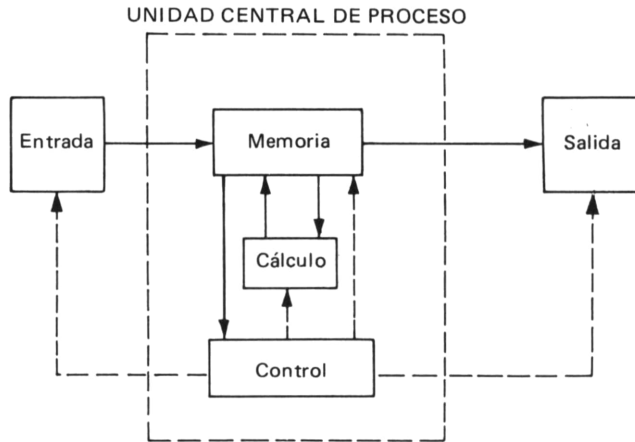 UNIDAD CENTRAL DE PROCESO
Entrada
Memoria
Salida
Cálculo
Control